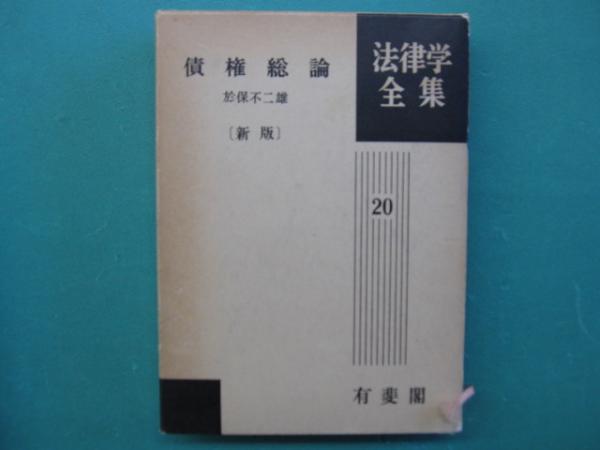 債権総論
於保不二雄
〔新版〕
法律学
全集
20
有斐閣